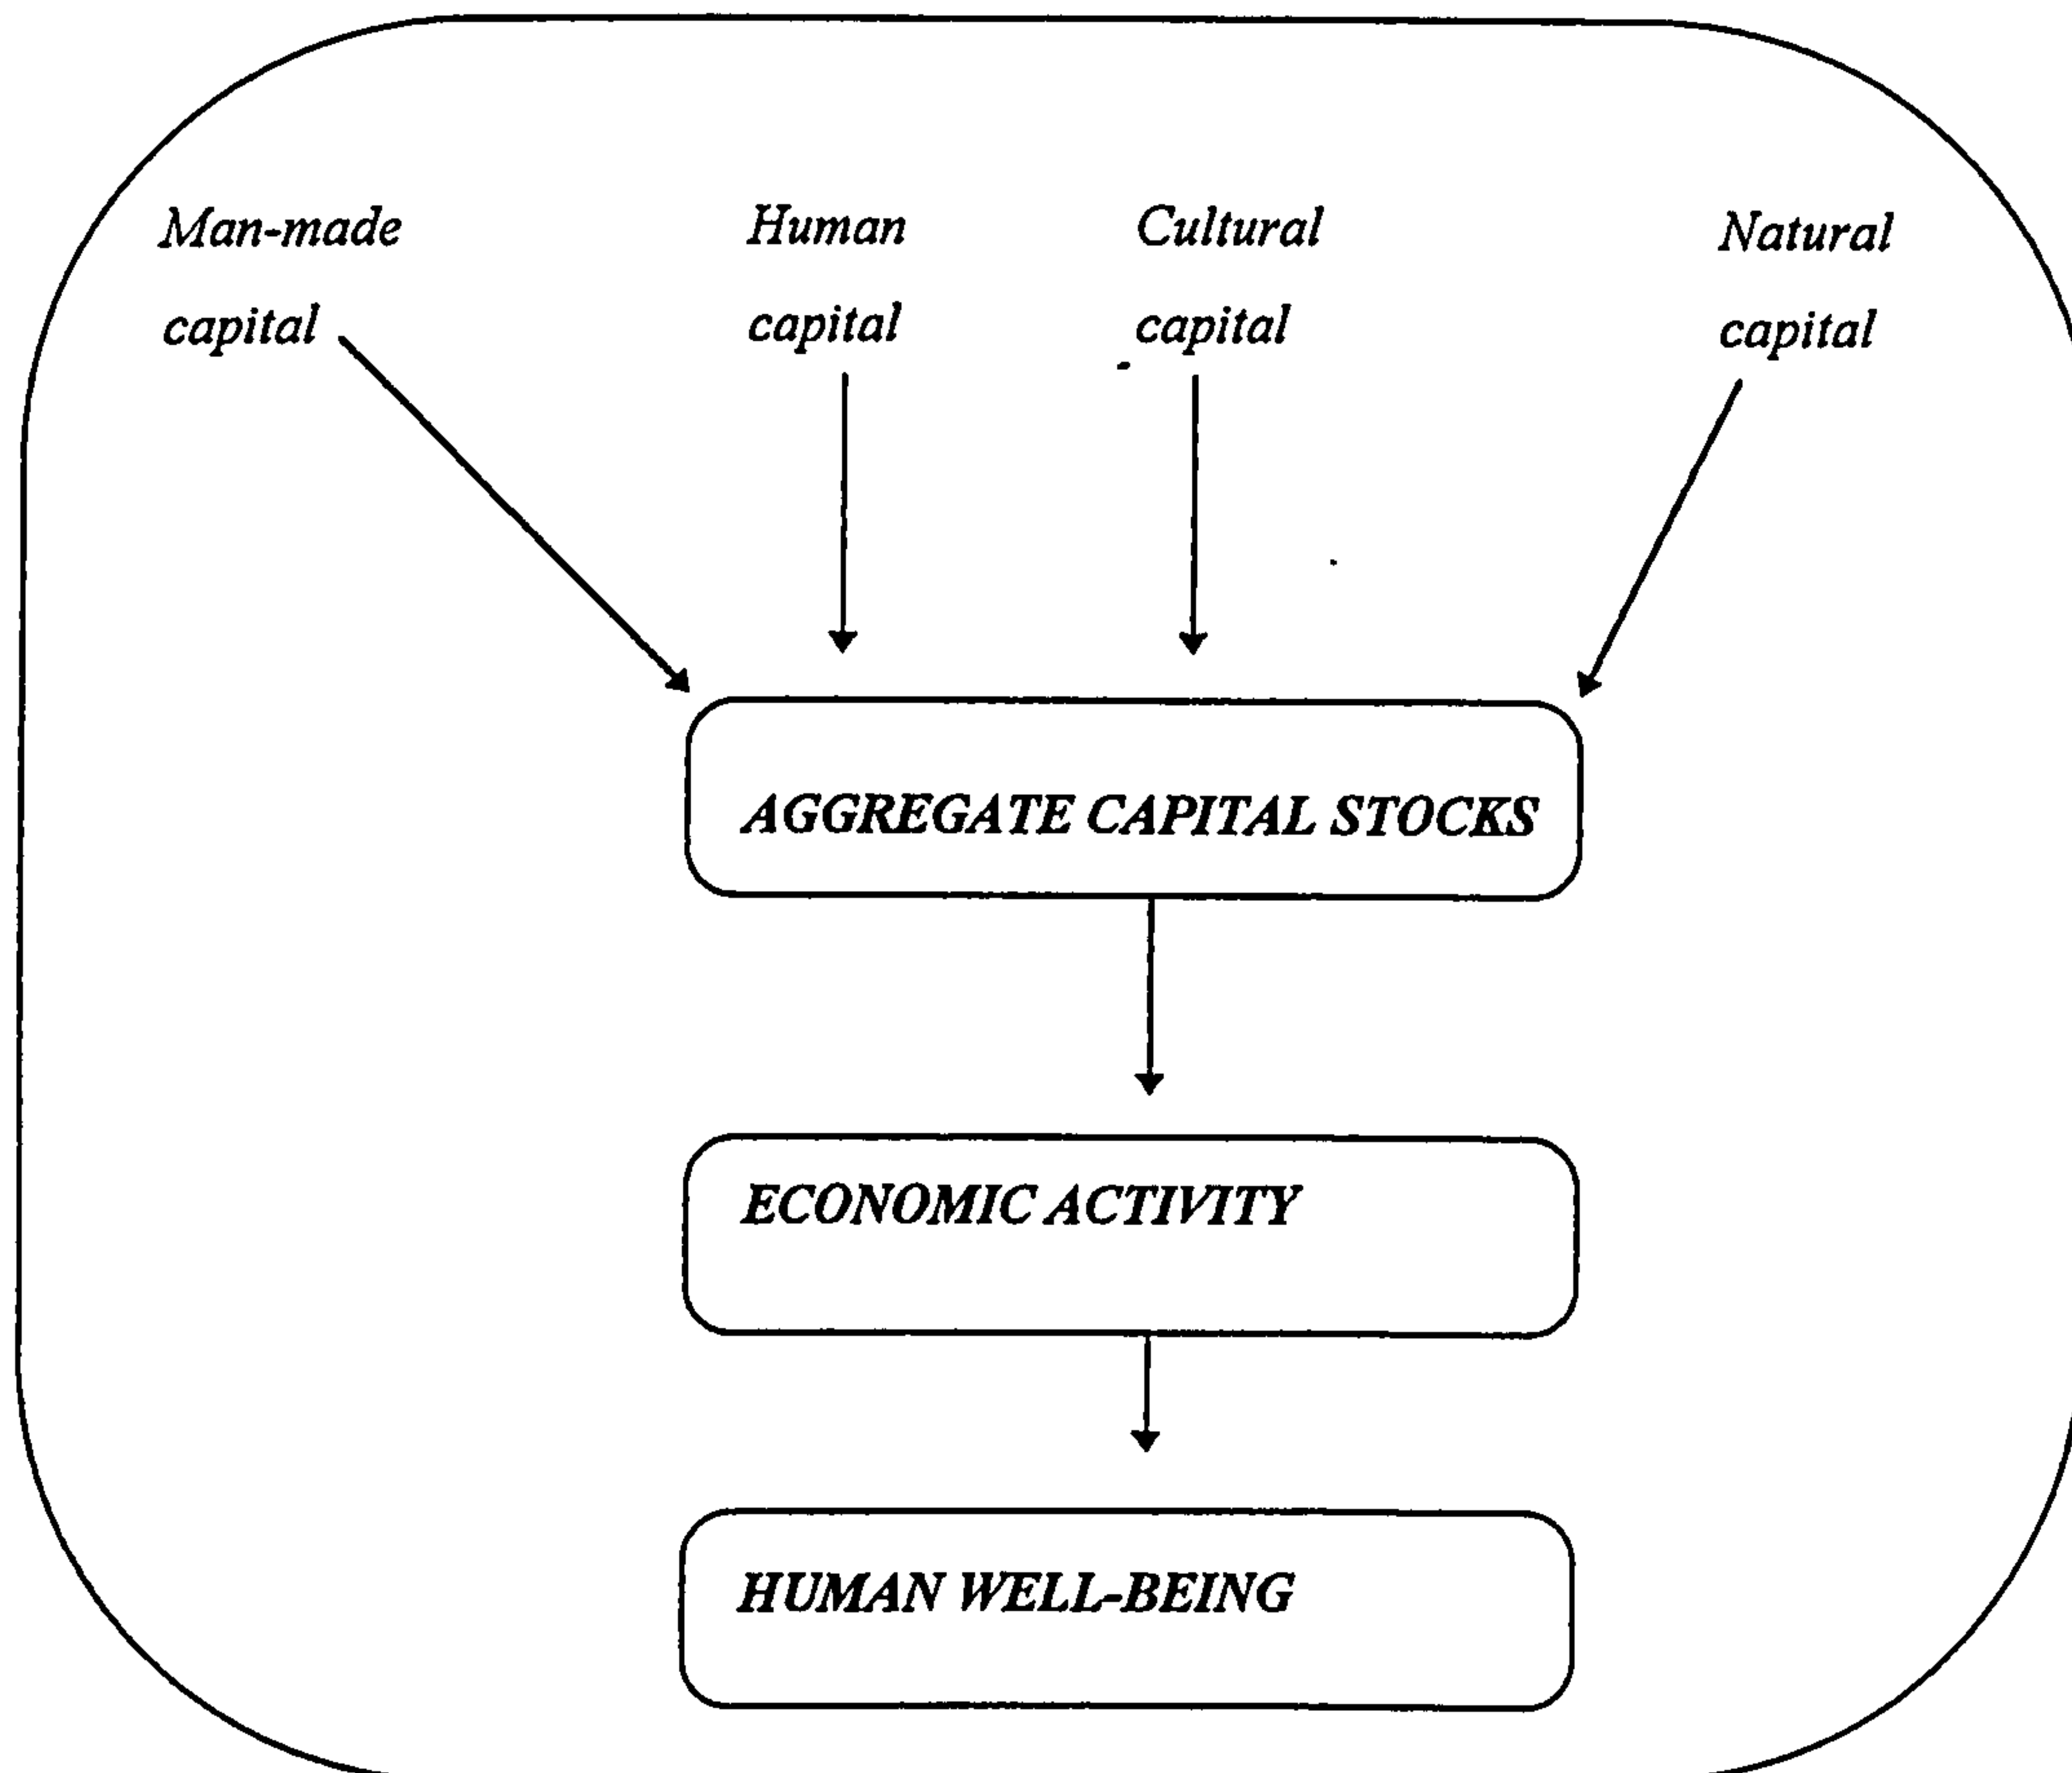 Man-made
capital
Human
capital
Cultural
capital
Natural
capital
AGGREGATE CAPITAL STOCKS
ECONOMIC ACTIVITY
HUMAN WELL-BEING